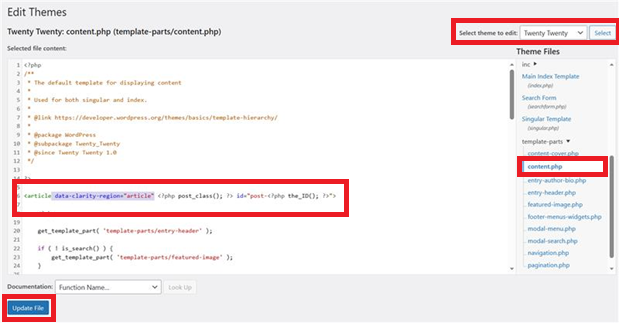 Edit Themes
Twenty Twenty: content.php (template-parts/content.php)
Select theme to edit: Twenty Twenty Select
Selected file content:
Theme Files
1 <?php
2 /**
3 * The default template for displaying content
4 *
5 * Used for both singular and index.
6 *
7 * @link https://developer.wordpress.org/themes/basics/template-hierarchy/
8 *
9 * @package WordPress
10 * @subpackage Twenty_Twenty
11 * @since Twenty Twenty 1.0
12 */
13
14 ?>
<article data-clarity-region="article" <?php post_class(); ?> id="post-<?php the_ID(); ?>">
20 get_template_part( 'template-parts/entry-header' );
21
22 if ( ! is_search() ) {
23 get_template_part( 'template-parts/featured-image' );
24 }
inc
Main Index Template
(index.php)
Search Form
(searchform.php)
Singular Template
(singular.php)
template-parts
content-cover.php
content.php
entry-author-bio.php
entry-header.php
featured-image.php
footer-menus-widgets.php
modal-menu.php
modal-search.php
navigation.php
pagination.php
Documentation: Function Name... Look Up
Update File